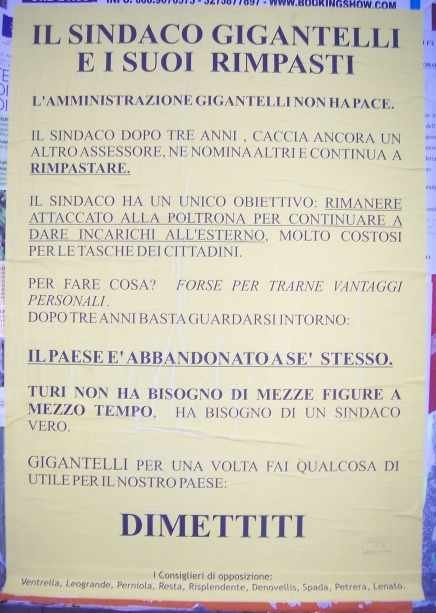 WWW.BOOKINGSHOW.COM
IL SINDACO GIGANTELLI
E I SUOI RIMPASTI
L'AMMINISTRAZIONE GIGANTELLI NON HA PACE.
IL SINDACO DOPO TRE ANNI , CACCIA ANCORA UN
ALTRO ASSESSORE, NE NOMINA ALTRI E CONTINUA A
RIMPASTARE.
IL SINDACO HA UN UNICO OBIETTIVO: RIMANERE
ATTACCATO ALLA POLTRONA PER CONTINUARE A
DARE INCARICHI ALL'ESTERNO, MOLTO COSTOSI
PER LE TASCHE DEI CITTADINI.
PER FARE COSA? FORSE PER TRARNE VANTAGGI
PERSONALI.
DOPO TRE ANNI BASTA GUARDARSI INTORNO:
IL PAESE E' ABBANDONATO A SE' STESSO.
TURI NON HA BISOGNO DI MEZZE FIGURE A
MEZZO TEMPO, HA BISOGNO DI UN SINDACO
VERO.
GIGANTELLI PER UNA VOLTA FAI QUALCOSA DI
UTILE PER IL NOSTRO PAESE:
DIMETTITI
I Consiglieri di opposizione:
Ventrella, Leogrande, Perniola, Resta, Risplendente, Denovellis, Spada, Petrera, Lenato.